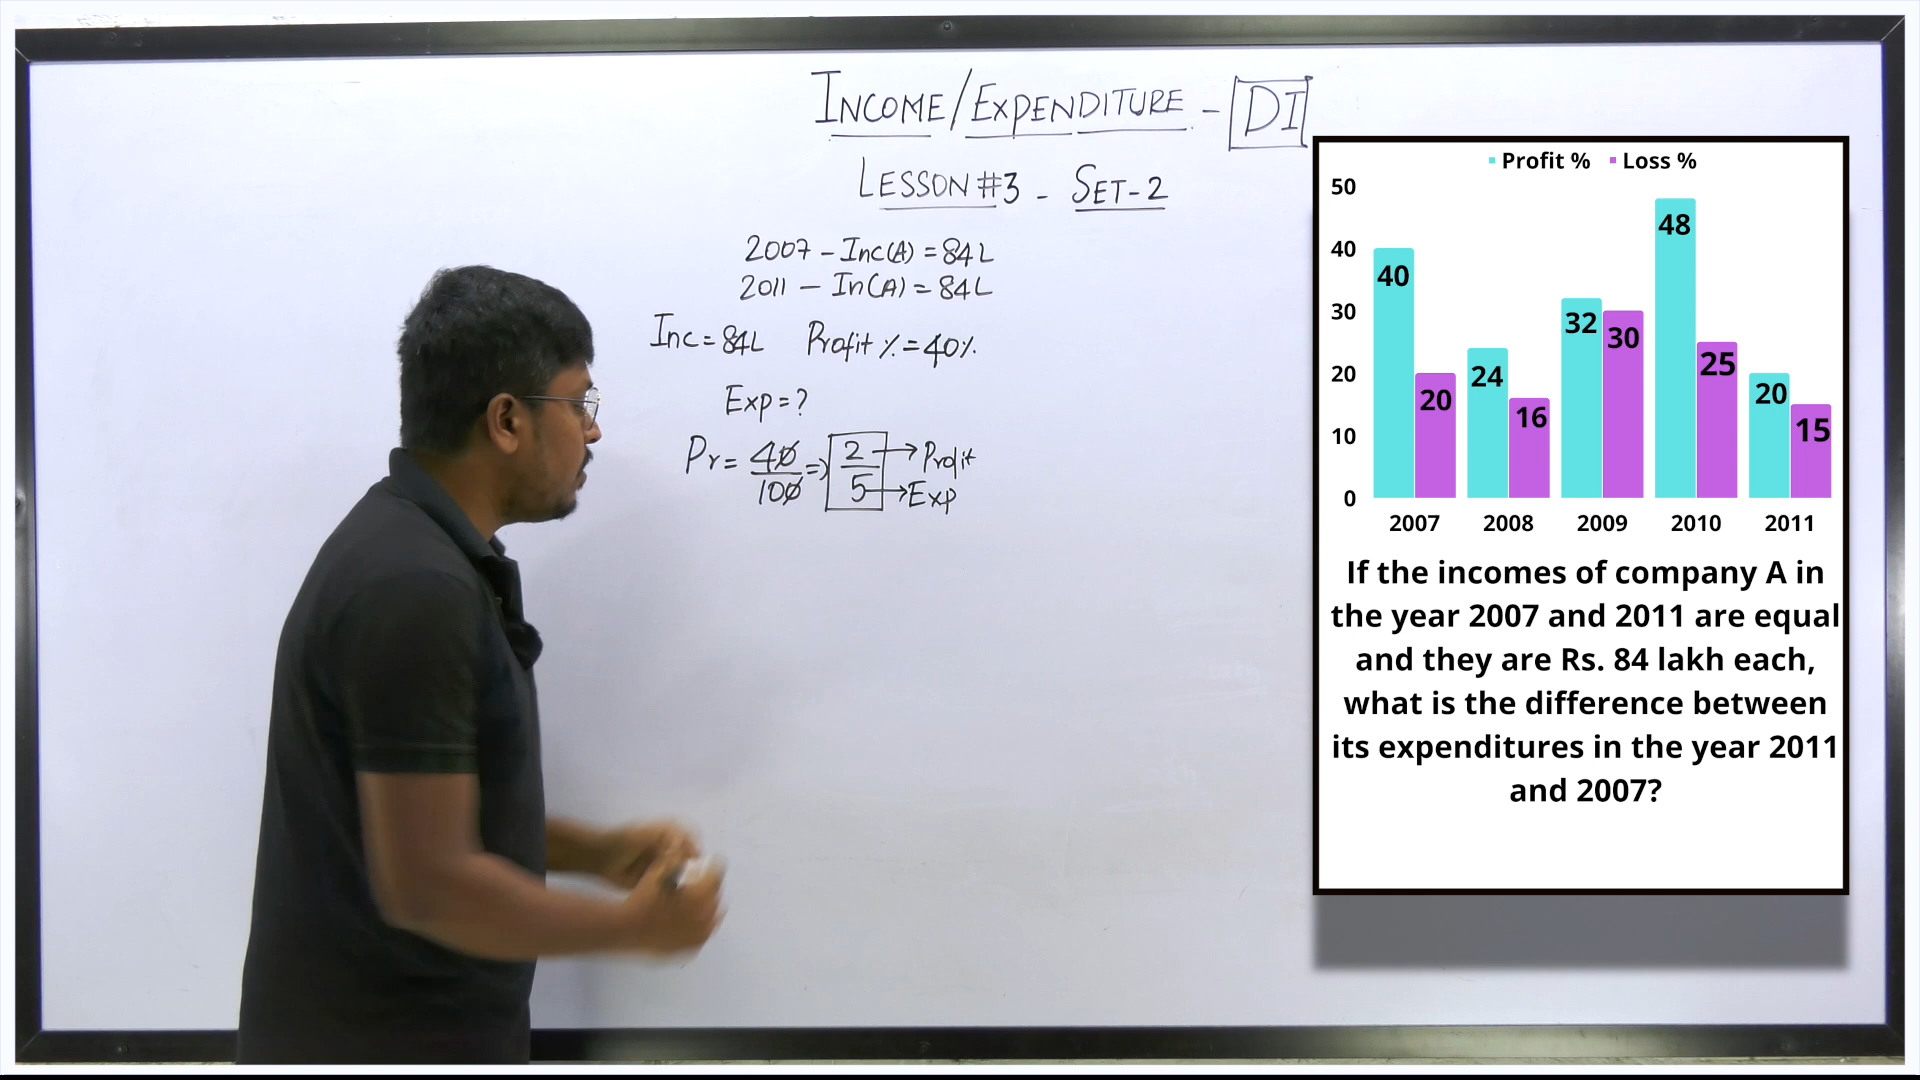 INCOME/EXPENDITURE - DI
LESSON #3 - SET-2
2007 - Inc(A) = 84L
2011 - In(A) = 84L
Inc = 84L Profit % = 40%
Exp = ?
Pr = 40/100 => 2/5
Profit
Exp
Profit % Loss %
50
40
30
20
10
0
40 20 24 16 32 30 48 25 20 15
2007 2008 2009 2010 2011
If the incomes of company A in
the year 2007 and 2011 are equal
and they are Rs. 84 lakh each,
what is the difference between
its expenditures in the year 2011
and 2007?